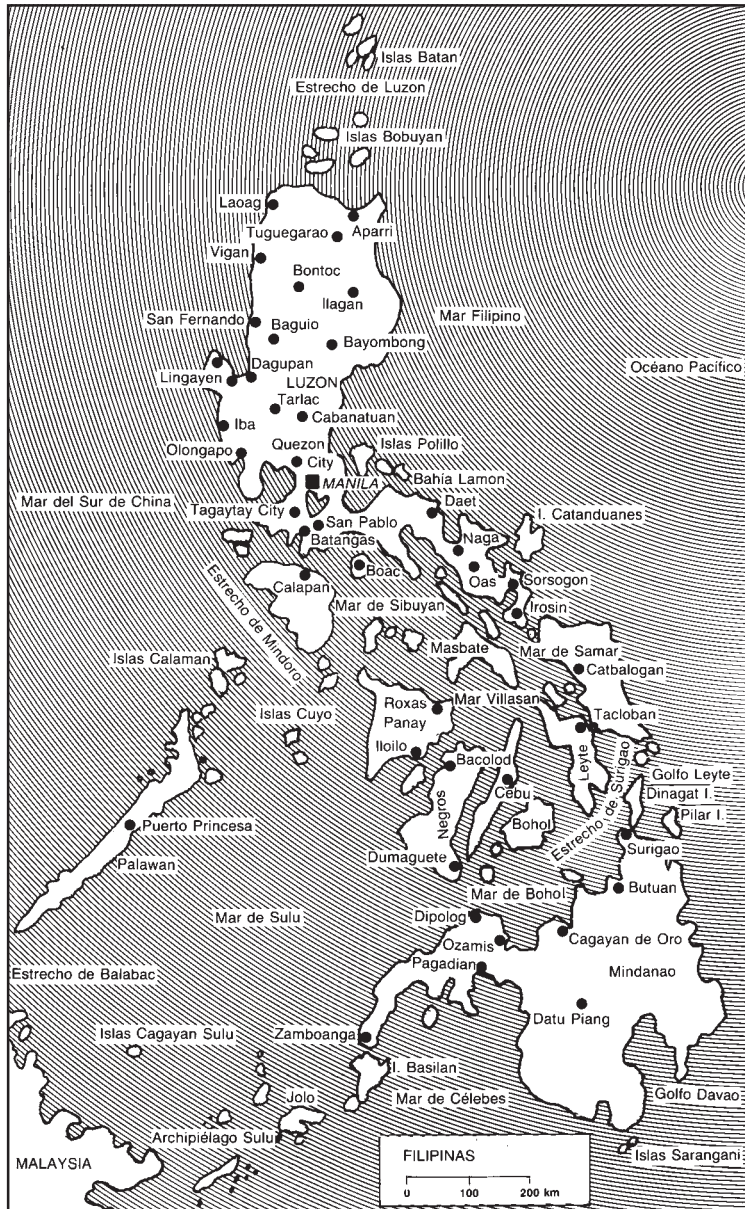 Islas Batan
Estrecho de Luzon
Islas Bobuyan
Laoag
Aparri
Tuguegarao
Vigan
Bontoc
Ilagan
San Fernando
Mar Filipino
Baguio
Bayombong
Océano Pacífico
Dagupan
Lingayen
LUZON
Tarlac
Cabanatuan
Iba
Islas Polillo
Quezon
City
Olongapo
Bahía Lamon
MANILA
Mar del Sur de China
Daet
I. Catanduanes
Tagaytay City
San Pablo
Batangas
Naga
Boac
Oas
Sorsogon
Calapan
Estrecho de Mindoro
Mar de Sibuyan
Irosin
Masbate
Mar de Samar
Islas Calaman
Catbalogan
Roxas
Mar Villasan
Islas Cuyo
Panay
Tacloban
Iloilo
Leyte
Bacolod
Golfo Leyte
Cebu
Dinagat I.
Estrecho de Surigao
Negros
Pilar I.
Puerto Princesa
Bohol
Surigao
Palawan
Dumaguete
Butuan
Mar de Bohol
Mar de Sulu
Dipolog
Ozamis
Cagayan de Oro
Pagadian
Mindanao
Estrecho de Balabac
Datu Piang
Islas Cagayan Sulu
Zamboanga
I. Basilan
Jolo
Mar de Célebes
Golfo Davao
Archipiélago Sulu
Islas Sarangani
MALAYSIA
FILIPINAS
0 100 200 km